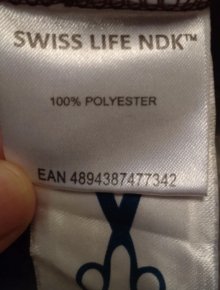 SWISS LIFE NDK™
100% POLYESTER
EAN 4894387477342